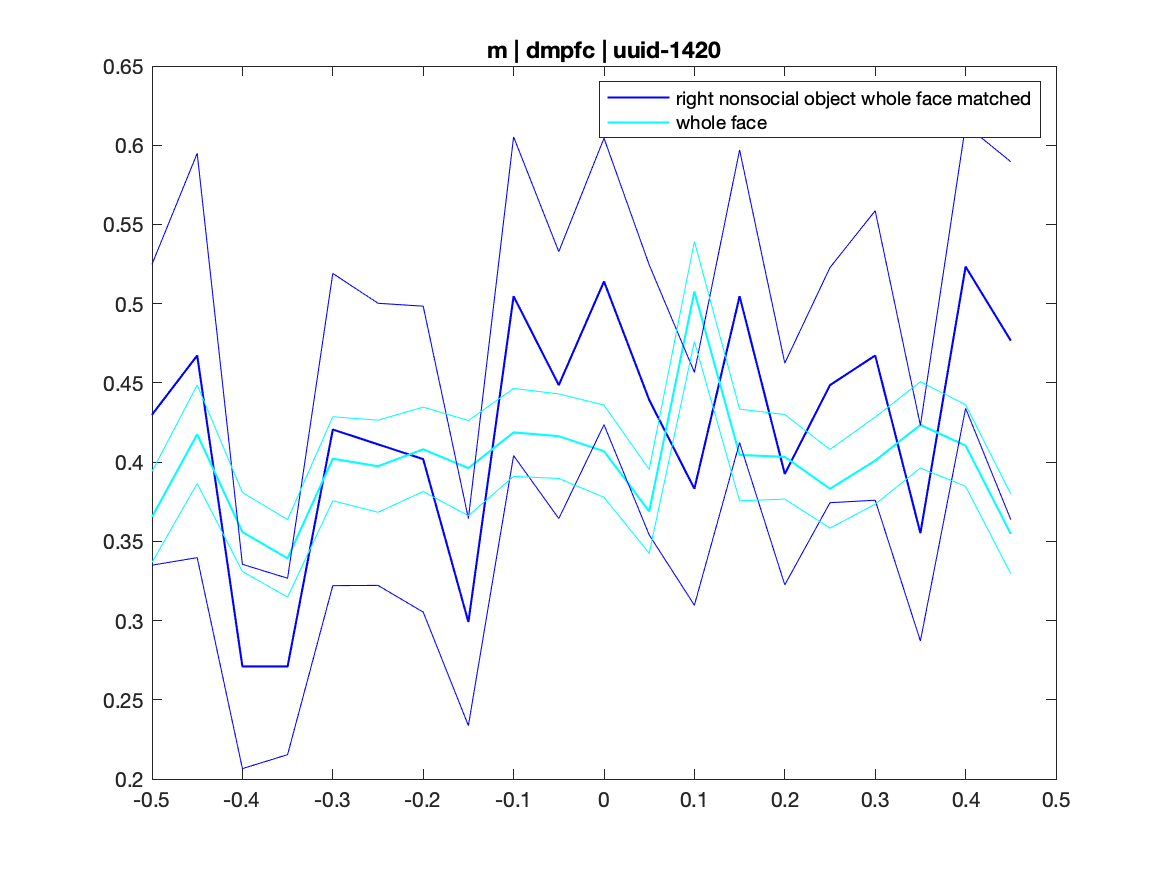 m | dmpfc | uuid-1420
0.65
right nonsocial object whole face matched
whole face
0.6
0.55
0.5
0.45
0.4
0.35
0.3
0.25
0.2
-0.5 -0.4 -0.3 -0.2 -0.1 0 0.1 0.2 0.3 0.4 0.5